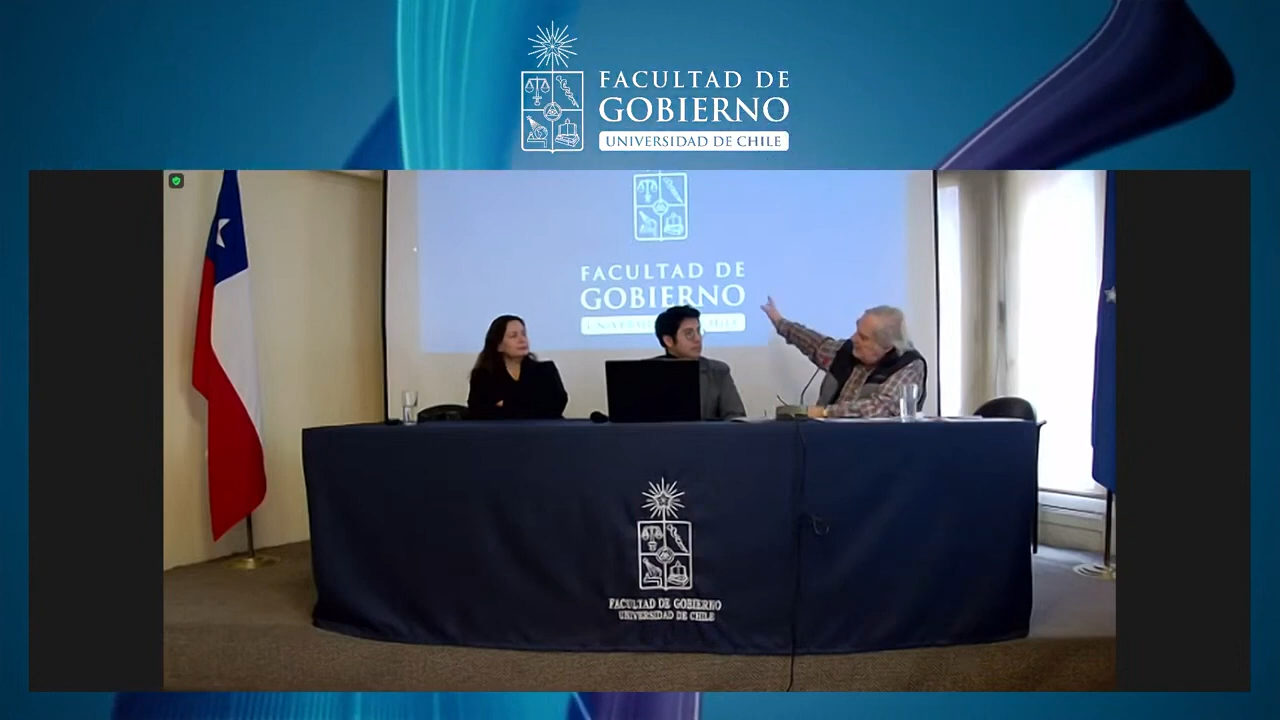 FACULTAD DE
GOBIERNO
UNIVERSIDAD DE CHILE
FACULTAD DE
GOBIERNO
FACULTAD DE GOBIERNO
UNIVERSIDAD DE CHILE